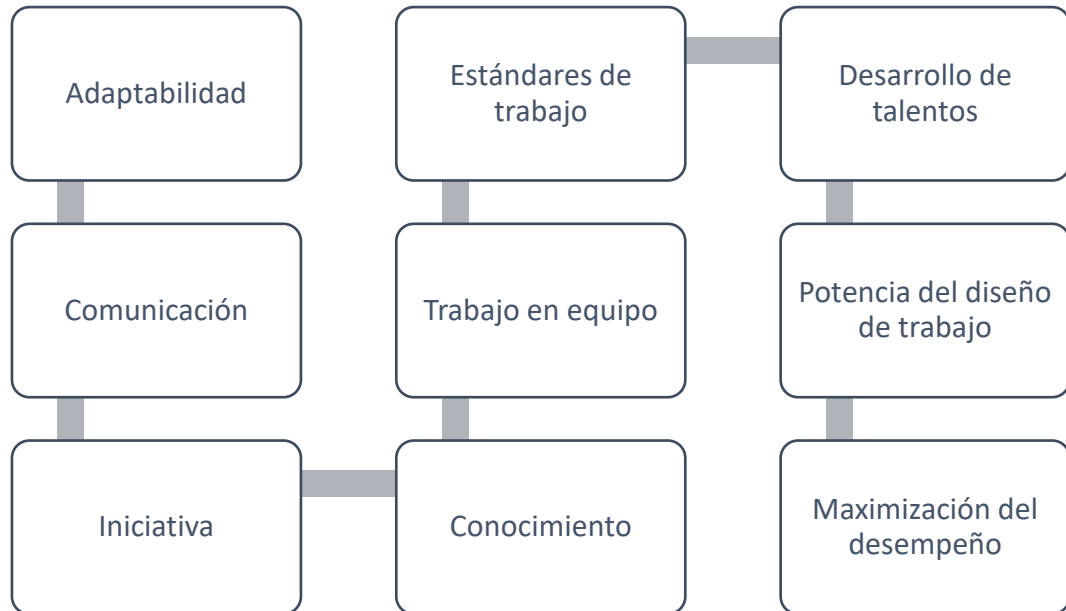 Adaptabilidad
Comunicación
Iniciativa
Conocimiento
Trabajo en equipo
Estándares de
trabajo
Desarrollo de
talentos
Potencia del diseño
de trabajo
Maximización del
desempeño